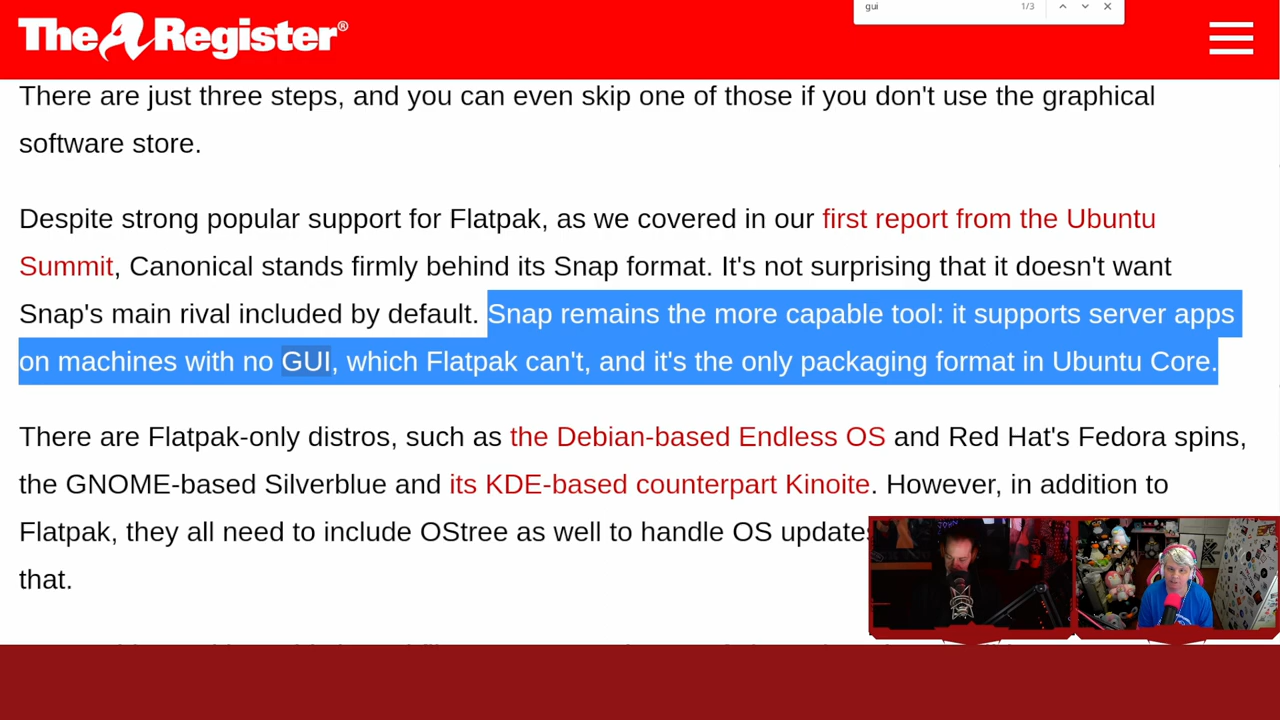 The Register®
gui 1/3
There are just three steps, and you can even skip one of those if you don't use the graphical
software store.
Despite strong popular support for Flatpak, as we covered in our first report from the Ubuntu
Summit, Canonical stands firmly behind its Snap format. It's not surprising that it doesn't want
Snap's main rival included by default. Snap remains the more capable tool: it supports server apps
on machines with no GUI, which Flatpak can't, and it's the only packaging format in Ubuntu Core.
There are Flatpak-only distros, such as the Debian-based Endless OS and Red Hat's Fedora spins,
the GNOME-based Silverblue and its KDE-based counterpart Kinoite. However, in addition to
Flatpak, they all need to include OStree as well to handle OS updates
that.
JOHN